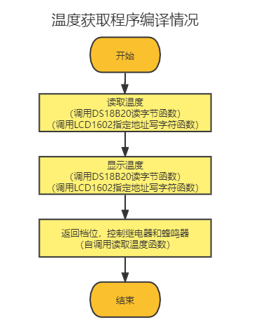 温度获取程序编译情况
开始
读取温度
（调用DS18B20读字节函数）
（调用LCD1602指定地址写字符函数）
显示温度
（调用DS18B20读字节函数）
（调用LCD1602指定地址写字符函数）
返回档位，控制继电器和蜂鸣器
（自调用读取温度函数）
结束